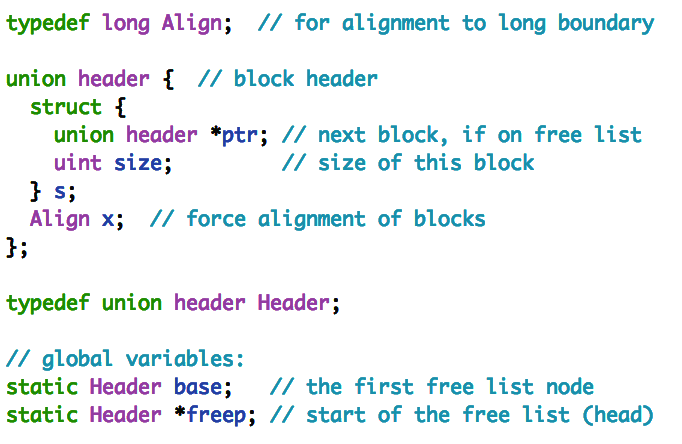 typedef long Align;  // for alignment to long boundary
union header {  // block header
  struct {
    union header *ptr; // next block, if on free list
    uint size;         // size of this block
  } s;
  Align x;  // force alignment of blocks
};
typedef union header Header;
// global variables:
static Header base;   // the first free list node
static Header *freep; // start of the free list (head)